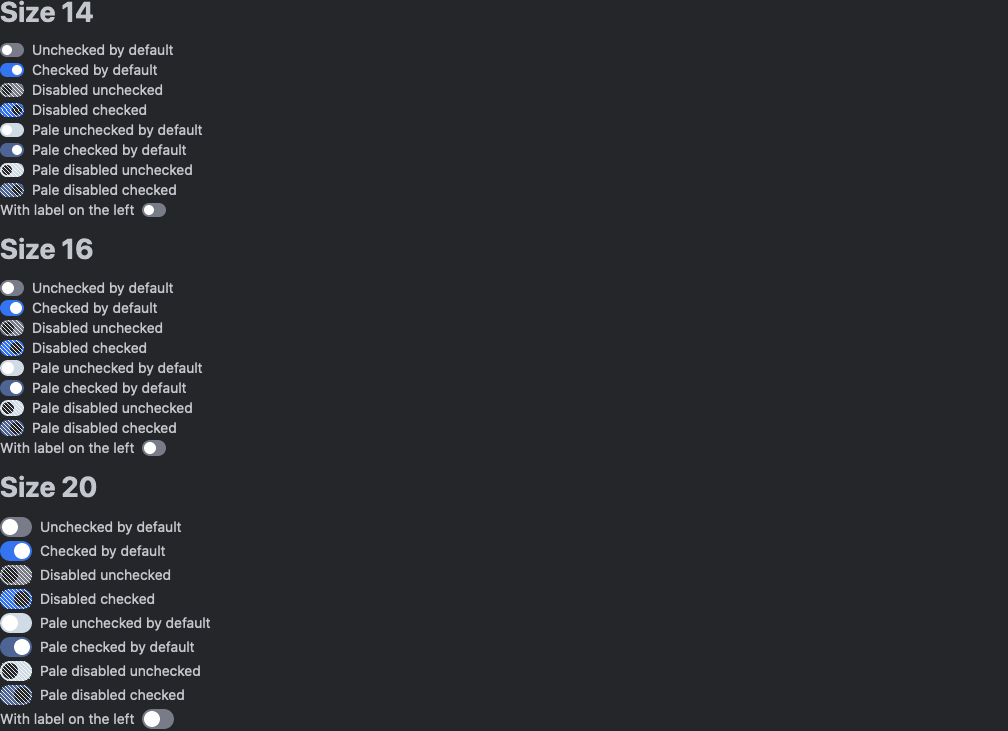 Size 14
Unchecked by default
Checked by default
Disabled unchecked
Disabled checked
Pale unchecked by default
Pale checked by default
Pale disabled unchecked
Pale disabled checked
With label on the left
Size 16
Unchecked by default
Checked by default
Disabled unchecked
Disabled checked
Pale unchecked by default
Pale checked by default
Pale disabled unchecked
Pale disabled checked
With label on the left
Size 20
Unchecked by default
Checked by default
Disabled unchecked
Disabled checked
Pale unchecked by default
Pale checked by default
Pale disabled unchecked
Pale disabled checked
With label on the left